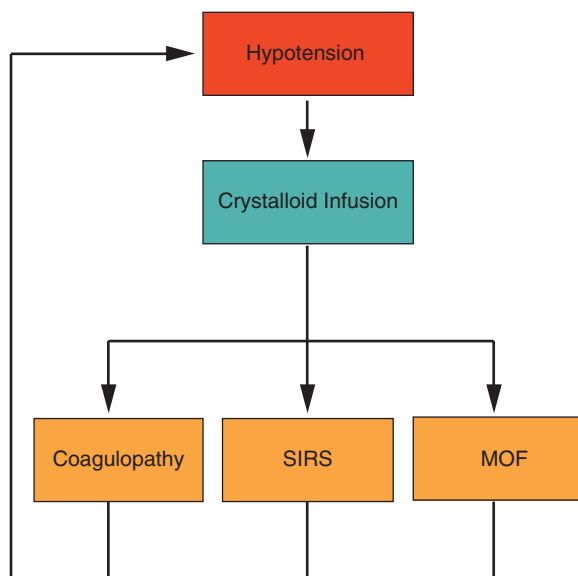 Hypotension
Crystalloid Infusion
Coagulopathy
SIRS
MOF